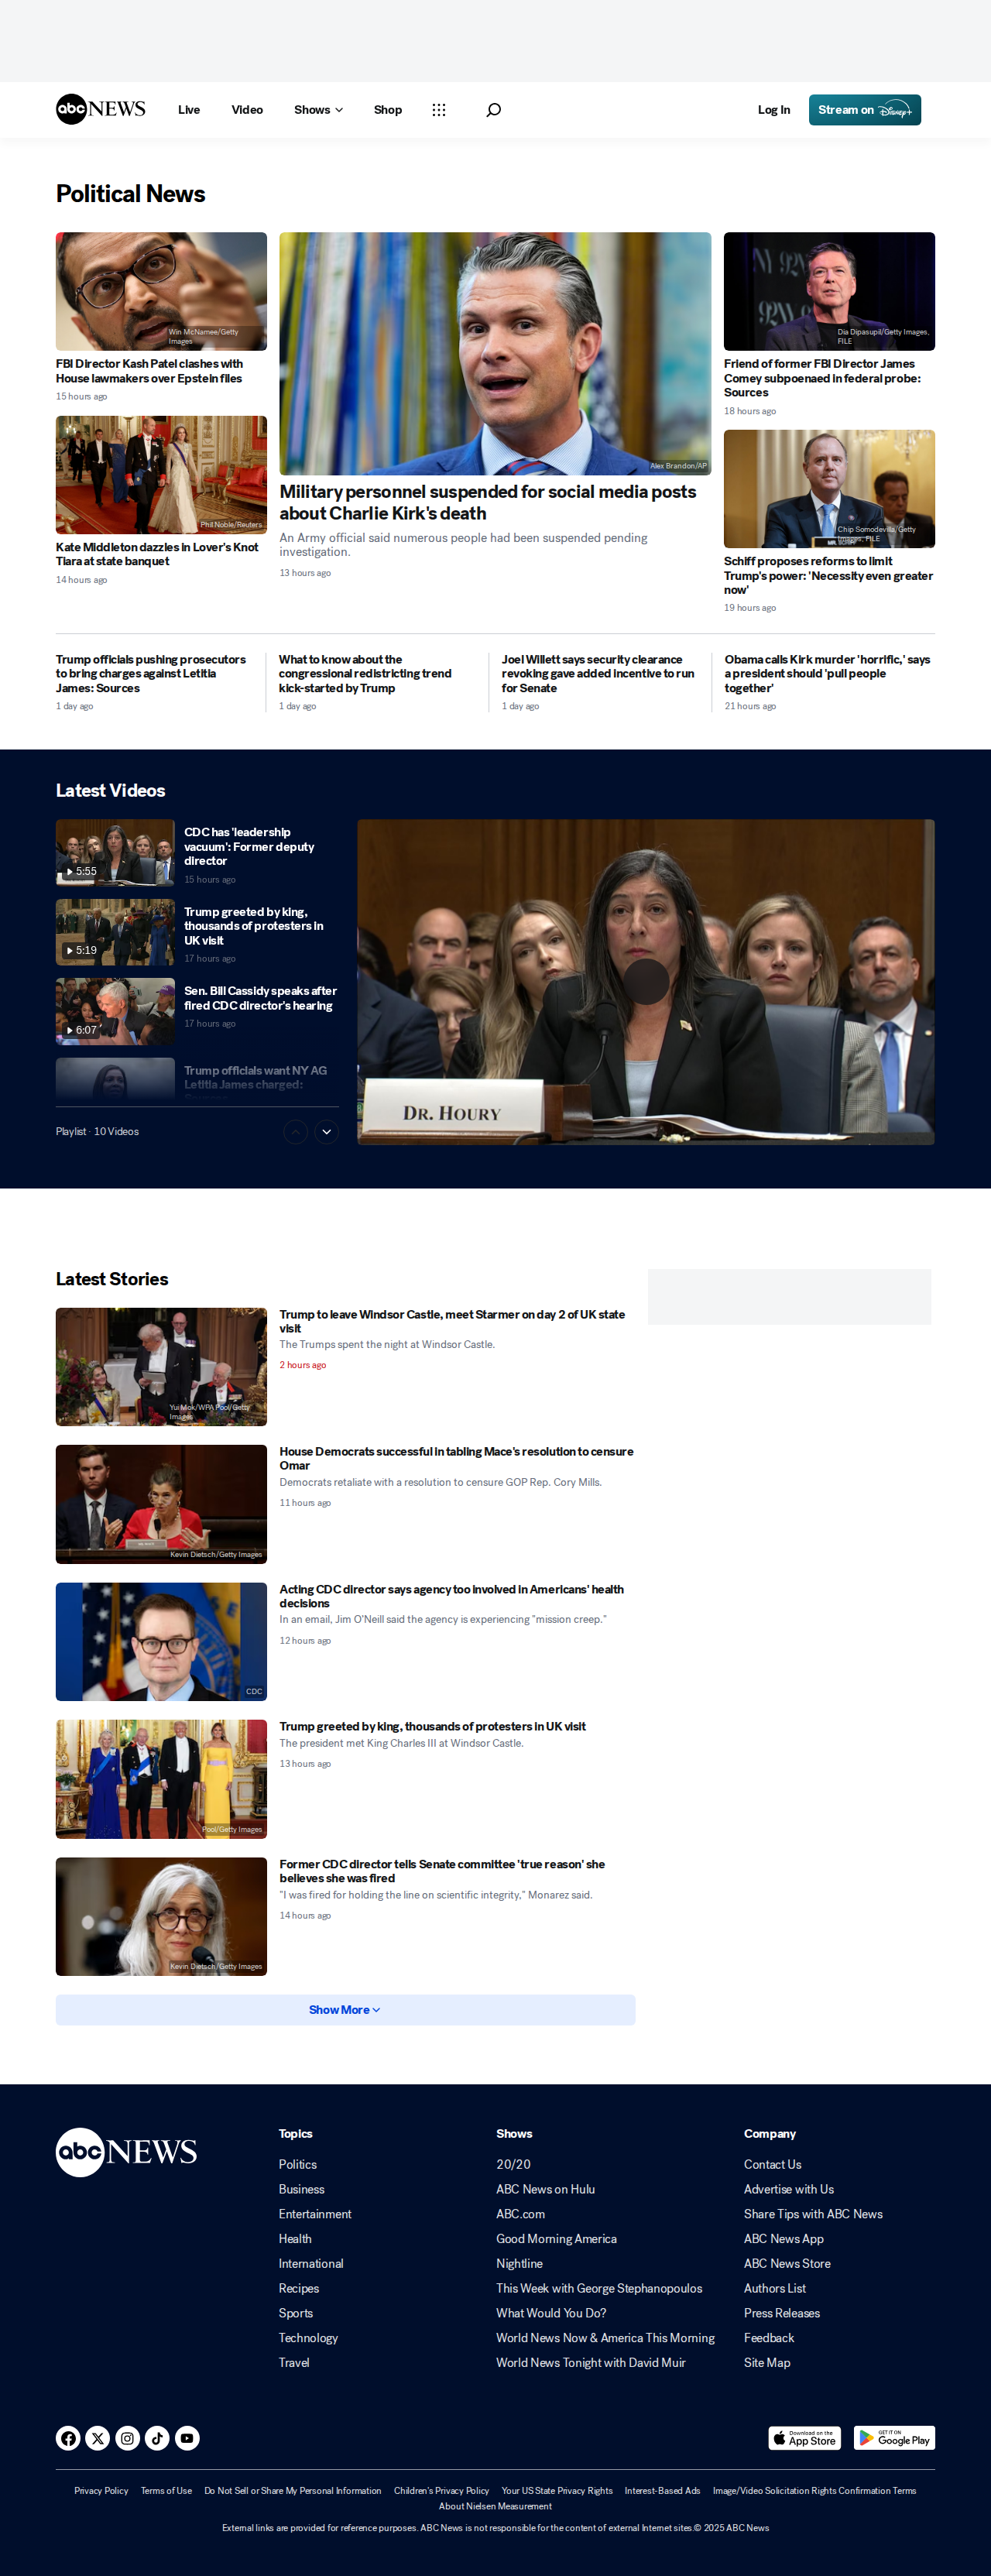 abc NEWS
Live
Video
Shows
Shop
Log In
Stream on Disney+
Political News
Win McNamee/Getty
Images
FBI Director Kash Patel clashes with
House lawmakers over Epstein files
15 hours ago
Phil Noble/Reuters
Kate Middleton dazzles in Lover's Knot
Tiara at state banquet
14 hours ago
Alex Brandon/AP
Military personnel suspended for social media posts
about Charlie Kirk's death
An Army official said numerous people had been suspended pending
investigation.
13 hours ago
Dia Dipasupil/Getty Images,
FILE
Friend of former FBI Director James
Comey subpoenaed in federal probe:
Sources
18 hours ago
Chip Somodevilla/Getty
Images, FILE
Schiff proposes reforms to limit
Trump's power: 'Necessity even greater
now'
19 hours ago
Trump officials pushing prosecutors
to bring charges against Letitia
James: Sources
1 day ago
What to know about the
congressional redistricting trend
kick-started by Trump
1 day ago
Joel Willett says security clearance
revoking gave added incentive to run
for Senate
1 day ago
Obama calls Kirk murder 'horrific,' says
a president should 'pull people
together'
21 hours ago
Latest Videos
5:55
CDC has 'leadership
vacuum': Former deputy
director
15 hours ago
5:19
Trump greeted by king,
thousands of protesters in
UK visit
17 hours ago
6:07
Sen. Bill Cassidy speaks after
fired CDC director's hearing
17 hours ago
Trump officials want NY AG
Letitia James charged:
Sources
Playlist · 10 Videos
DR. HOURY
Latest Stories
Yui Mok/WPA Pool/Getty
Images
Trump to leave Windsor Castle, meet Starmer on day 2 of UK state
visit
The Trumps spent the night at Windsor Castle.
2 hours ago
Kevin Dietsch/Getty Images
House Democrats successful in tabling Mace's resolution to censure
Omar
Democrats retaliate with a resolution to censure GOP Rep. Cory Mills.
11 hours ago
CDC
Acting CDC director says agency too involved in Americans' health
decisions
In an email, Jim O'Neill said the agency is experiencing "mission creep."
12 hours ago
Pool/Getty Images
Trump greeted by king, thousands of protesters in UK visit
The president met King Charles III at Windsor Castle.
13 hours ago
Kevin Dietsch/Getty Images
Former CDC director tells Senate committee 'true reason' she
believes she was fired
"I was fired for holding the line on scientific integrity," Monarez said.
14 hours ago
Show More
abc NEWS
Topics
Politics
Business
Entertainment
Health
International
Recipes
Sports
Technology
Travel
Shows
20/20
ABC News on Hulu
ABC.com
Good Morning America
Nightline
This Week with George Stephanopoulos
What Would You Do?
World News Now & America This Morning
World News Tonight with David Muir
Company
Contact Us
Advertise with Us
Share Tips with ABC News
ABC News App
ABC News Store
Authors List
Press Releases
Feedback
Site Map
Download on the
App Store
GET IT ON
Google Play
Privacy Policy Terms of Use Do Not Sell or Share My Personal Information Children's Privacy Policy Your US State Privacy Rights Interest-Based Ads Image/Video Solicitation Rights Confirmation Terms
About Nielsen Measurement
External links are provided for reference purposes. ABC News is not responsible for the content of external Internet sites.© 2025 ABC News